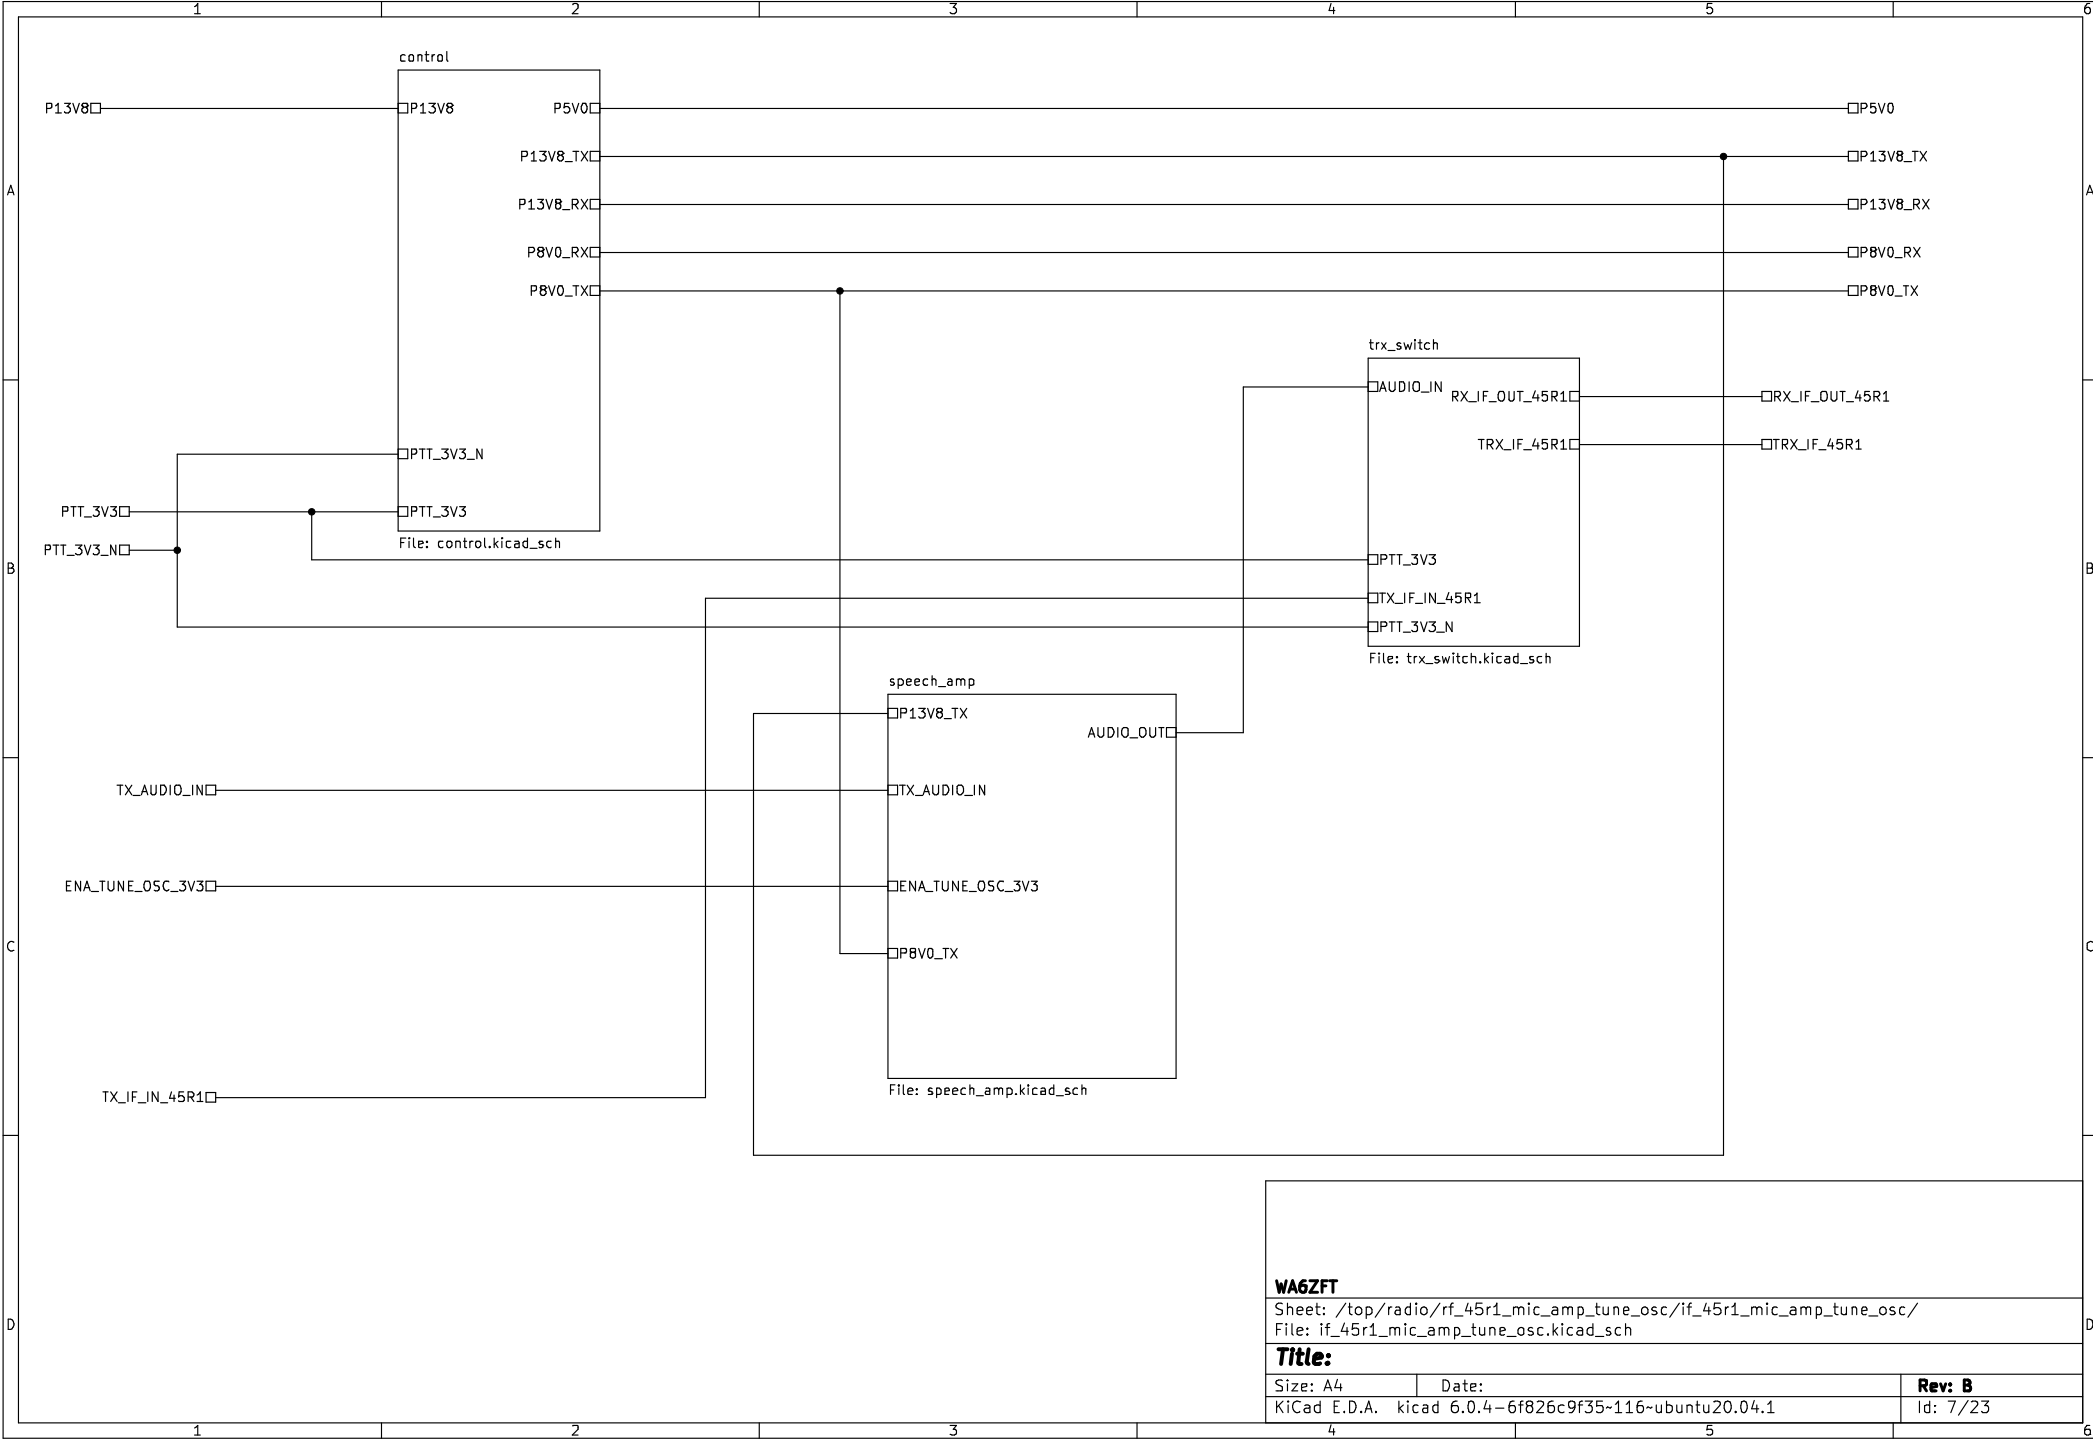 1 2 3 4 5 6
control
P13V8 P13V8 P5V0 P5V0
P13V8_TX P13V8_TX
A A
P13V8_RX P13V8_RX
P8V0_RX P8V0_RX
P8V0_TX P8V0_TX
trx_switch
AUDIO_IN RX_IF_OUT_45R1 RX_IF_OUT_45R1
TRX_IF_45R1 TRX_IF_45R1
PTT_3V3_N
PTT_3V3 PTT_3V3
PTT_3V3_N
File: control.kicad_sch
PTT_3V3
B B
TX_IF_IN_45R1
PTT_3V3_N
File: trx_switch.kicad_sch
speech_amp
P13V8_TX
AUDIO_OUT
TX_AUDIO_IN TX_AUDIO_IN
ENA_TUNE_OSC_3V3 ENA_TUNE_OSC_3V3
C C
P8V0_TX
File: speech_amp.kicad_sch
TX_IF_IN_45R1
WA6ZFT
Sheet: /top/radio/rf_45r1_mic_amp_tune_osc/if_45r1_mic_amp_tune_osc/
D D
File: if_45r1_mic_amp_tune_osc.kicad_sch
Title:
Size: A4 Date: Rev: B
KiCad E.D.A. kicad 6.0.4-6f826c9f35~116~ubuntu20.04.1 Id: 7/23
1 2 3 4 5 6